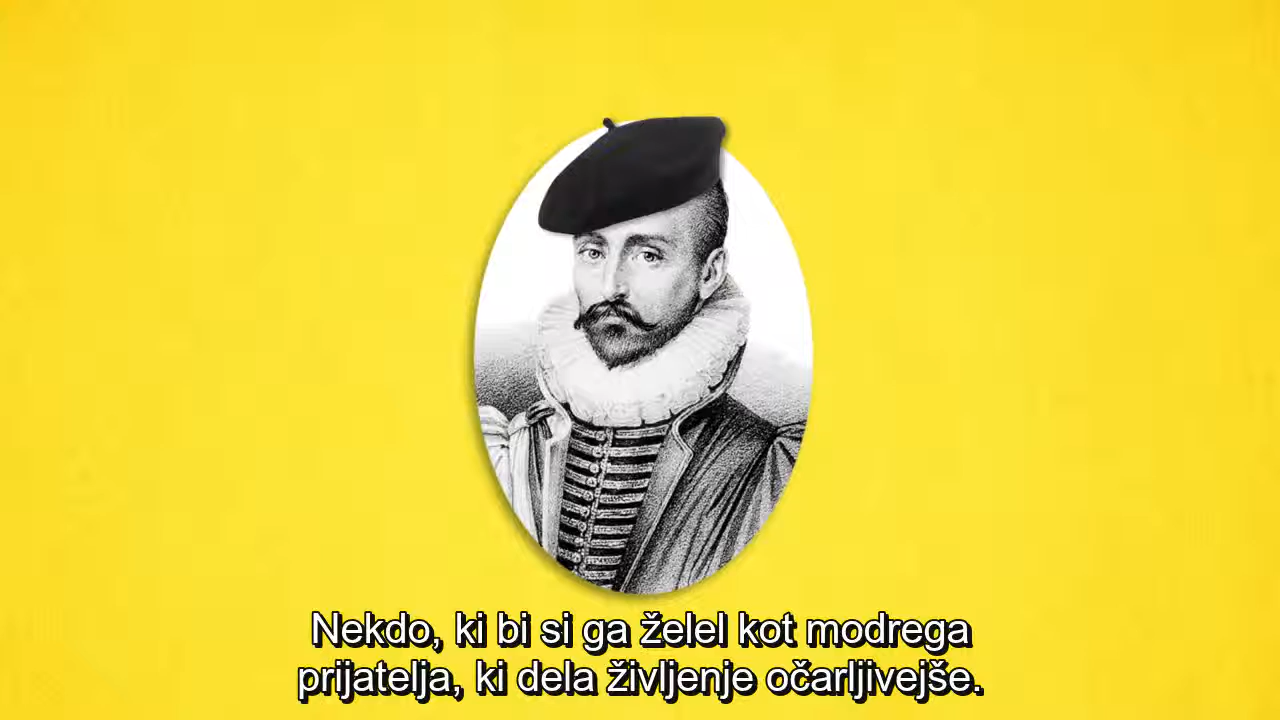 Nekdo, ki bi si ga želel kot modrega
prijatelja, ki dela življenje očarljivejše.